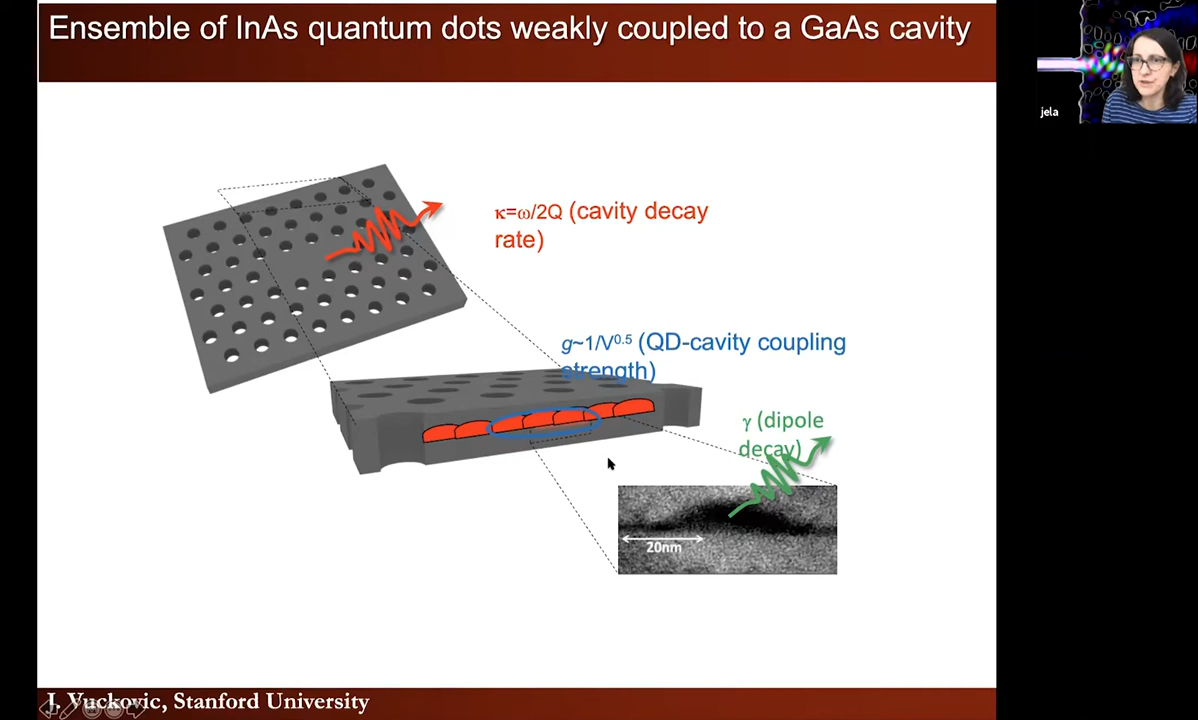 Ensemble of InAs quantum dots weakly coupled to a GaAs cavity
jela
κ=ω/2Q (cavity decay
rate)
g~1/V^0.5 (QD-cavity coupling
strength)
γ (dipole
decay)
20nm
J. Vuckovic, Stanford University